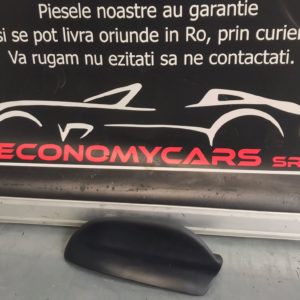 Piesele noastre au garantie
si se pot livra oriunde in Ro, prin curier
Va rugam nu ezitati sa ne contactati.
ECONOMYCARS SR